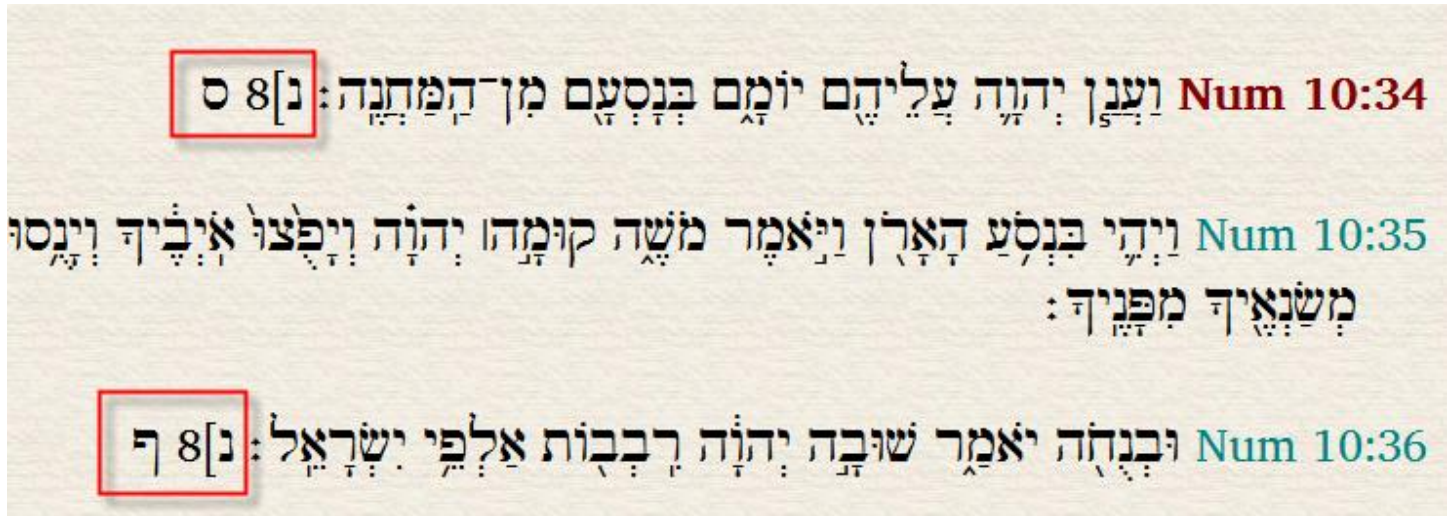 Num 10:34 וַעֲנַ֧ן יְהוָ֛ה עֲלֵיהֶ֖ם יוֹמָ֑ם בְּנָסְעָ֖ם מִן־הַֽמַּחֲנֶֽה׃ נ]8 ס
Num 10:35 וַיְהִ֛י בִּנְסֹ֥עַ הָאָרֹ֖ן וַיֹּ֣אמֶר מֹשֶׁ֑ה קוּמָ֣ה׀ יְהוָ֗ה וְיָפֻ֙צוּ֙ אֹֽיְבֶ֔יךָ וְיָנֻ֥סוּ
מְשַׂנְאֶ֖יךָ מִפָּנֶֽיךָ׃
Num 10:36 וּבְנֻחֹ֖ה יֹאמַ֑ר שׁוּבָ֣ה יְהוָ֔ה רִֽבְב֖וֹת אַלְפֵ֥י יִשְׂרָאֵֽל׃ נ]8 ף